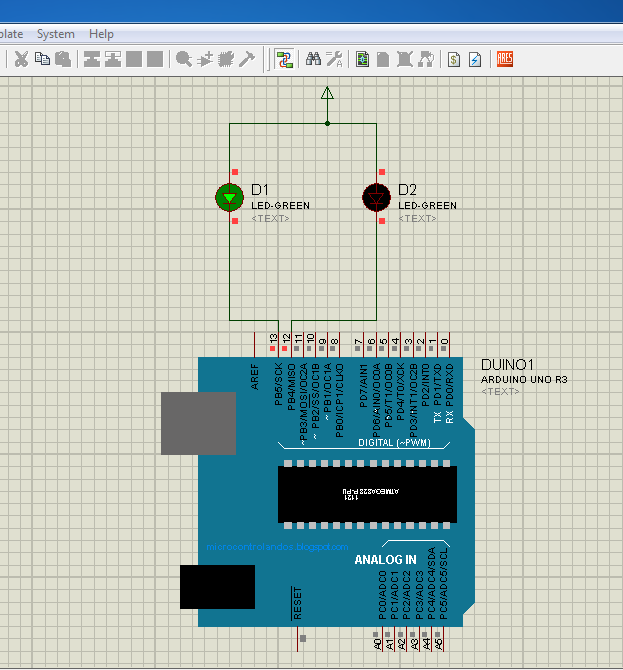 plate System Help
ARES
D1
LED-GREEN
<TEXT>
D2
LED-GREEN
<TEXT>
13
12
11
10
9
8
7
6
5
4
3
2
1
0
AREF
PB5/SCK
PB4/MISO
~PB3/MOSI/OC2A
~PB2/SS/OC1B
~PB1/OC1A
PB0/ICP1/CLKO
PD7/AIN1
PD6/AIN0/OC0A
PD5/T1/OC0B
PD4/T0/XCK
PD3/INT1/OC2B
PD2/INT0
TX PD1/TXD
RX PD0/RXD
DIGITAL (~PWM)
DUINO1
ARDUINO UNO R3
<TEXT>
ATMEGA328P-PU
1121
microcontrolandos.blogspot.com
ANALOG IN
RESET
PC0/ADC0
PC1/ADC1
PC2/ADC2
PC3/ADC3
PC4/ADC4/SDA
PC5/ADC5/SCL
A0
A1
A2
A3
A4
A5